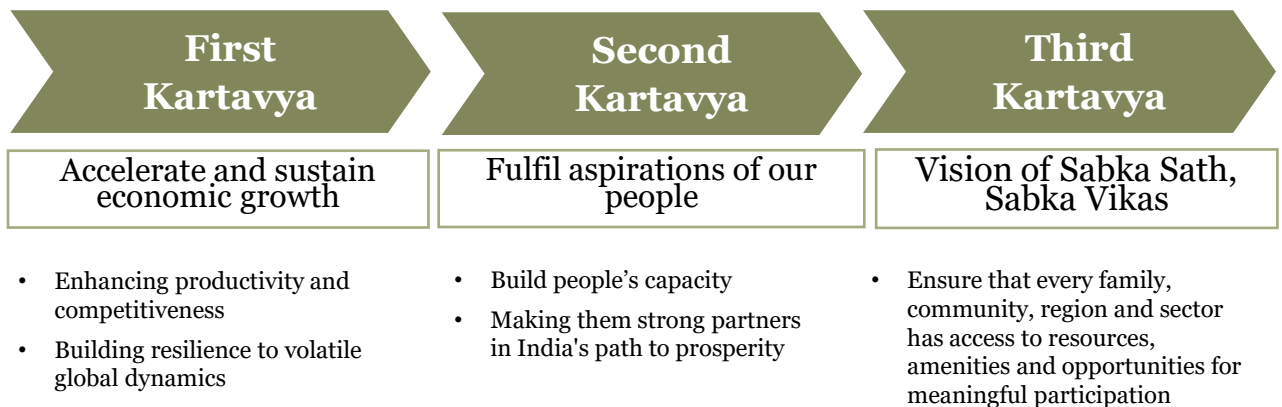 First
Kartavya
Accelerate and sustain
economic growth
• Enhancing productivity and
competitiveness
• Building resilience to volatile
global dynamics
Second
Kartavya
Fulfil aspirations of our
people
• Build people’s capacity
• Making them strong partners
in India's path to prosperity
Third
Kartavya
Vision of Sabka Sath,
Sabka Vikas
• Ensure that every family,
community, region and sector
has access to resources,
amenities and opportunities for
meaningful participation